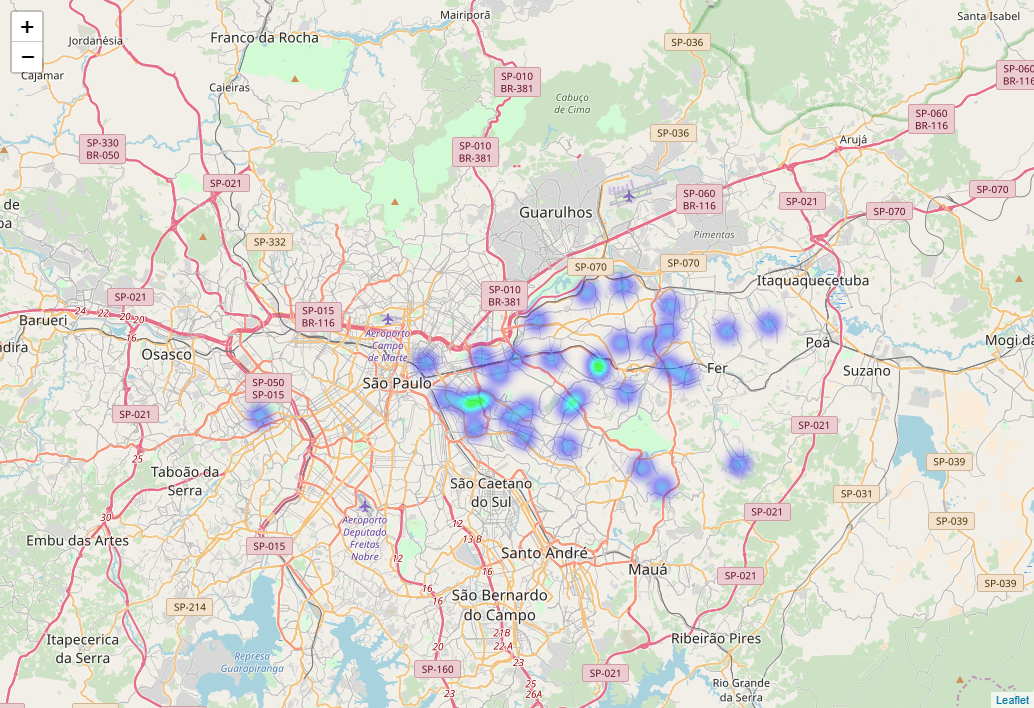 +
−
Jordanésia
Cajamar
Franco da Rocha
Caieiras
Mairiporã
Santa Isabel
SP-036
SP-010
BR-381
SP-060
BR-116
Cabuço
de Cima
SP-036
SP-060
BR-116
Arujá
SP-330
BR-050
SP-010
BR-381
SP-021
SP-060
BR-116
SP-021
SP-070
SP-070
de
Guarulhos
Pimentas
SP-332
SP-070
SP-070
Itaquaquecetuba
SP-021
24
22
20
20
16
Barueri
SP-015
BR-116
SP-010
BR-381
Aeroporto
Campo
de Marte
Osasco
Poá
Suzano
Fer
São Paulo
SP-050
SP-015
SP-021
SP-021
25
Taboão da
Serra
São Caetano
do Sul
SP-039
SP-031
SP-021
SP-039
30
Embu das Artes
Aeroporto
Deputado
Freitas
Nobre
SP-015
12
13 B
12
16
Santo André
Mauá
SP-021
SP-039
16
16
SP-214
São Bernardo
do Campo
Itapecerica
da Serra
21B
22 A
20
23
Ribeirão Pires
Represa
Guarapiranga
SP-160
SP-021
23
25
26A
Rio Grande
da Serra
Leaflet